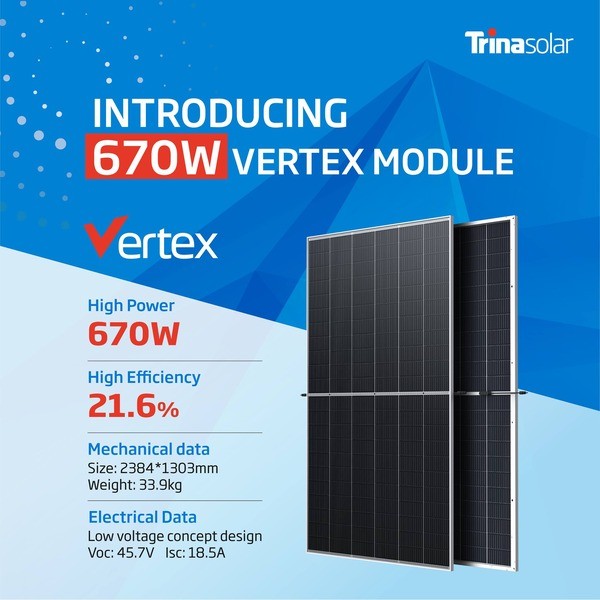 Trinasolar
INTRODUCING
670W VERTEX MODULE
Vertex
High Power
670W
High Efficiency
21.6%
Mechanical data
Size: 2384*1303mm
Weight: 33.9kg
Electrical Data
Low voltage concept design
Voc: 45.7V Isc: 18.5A